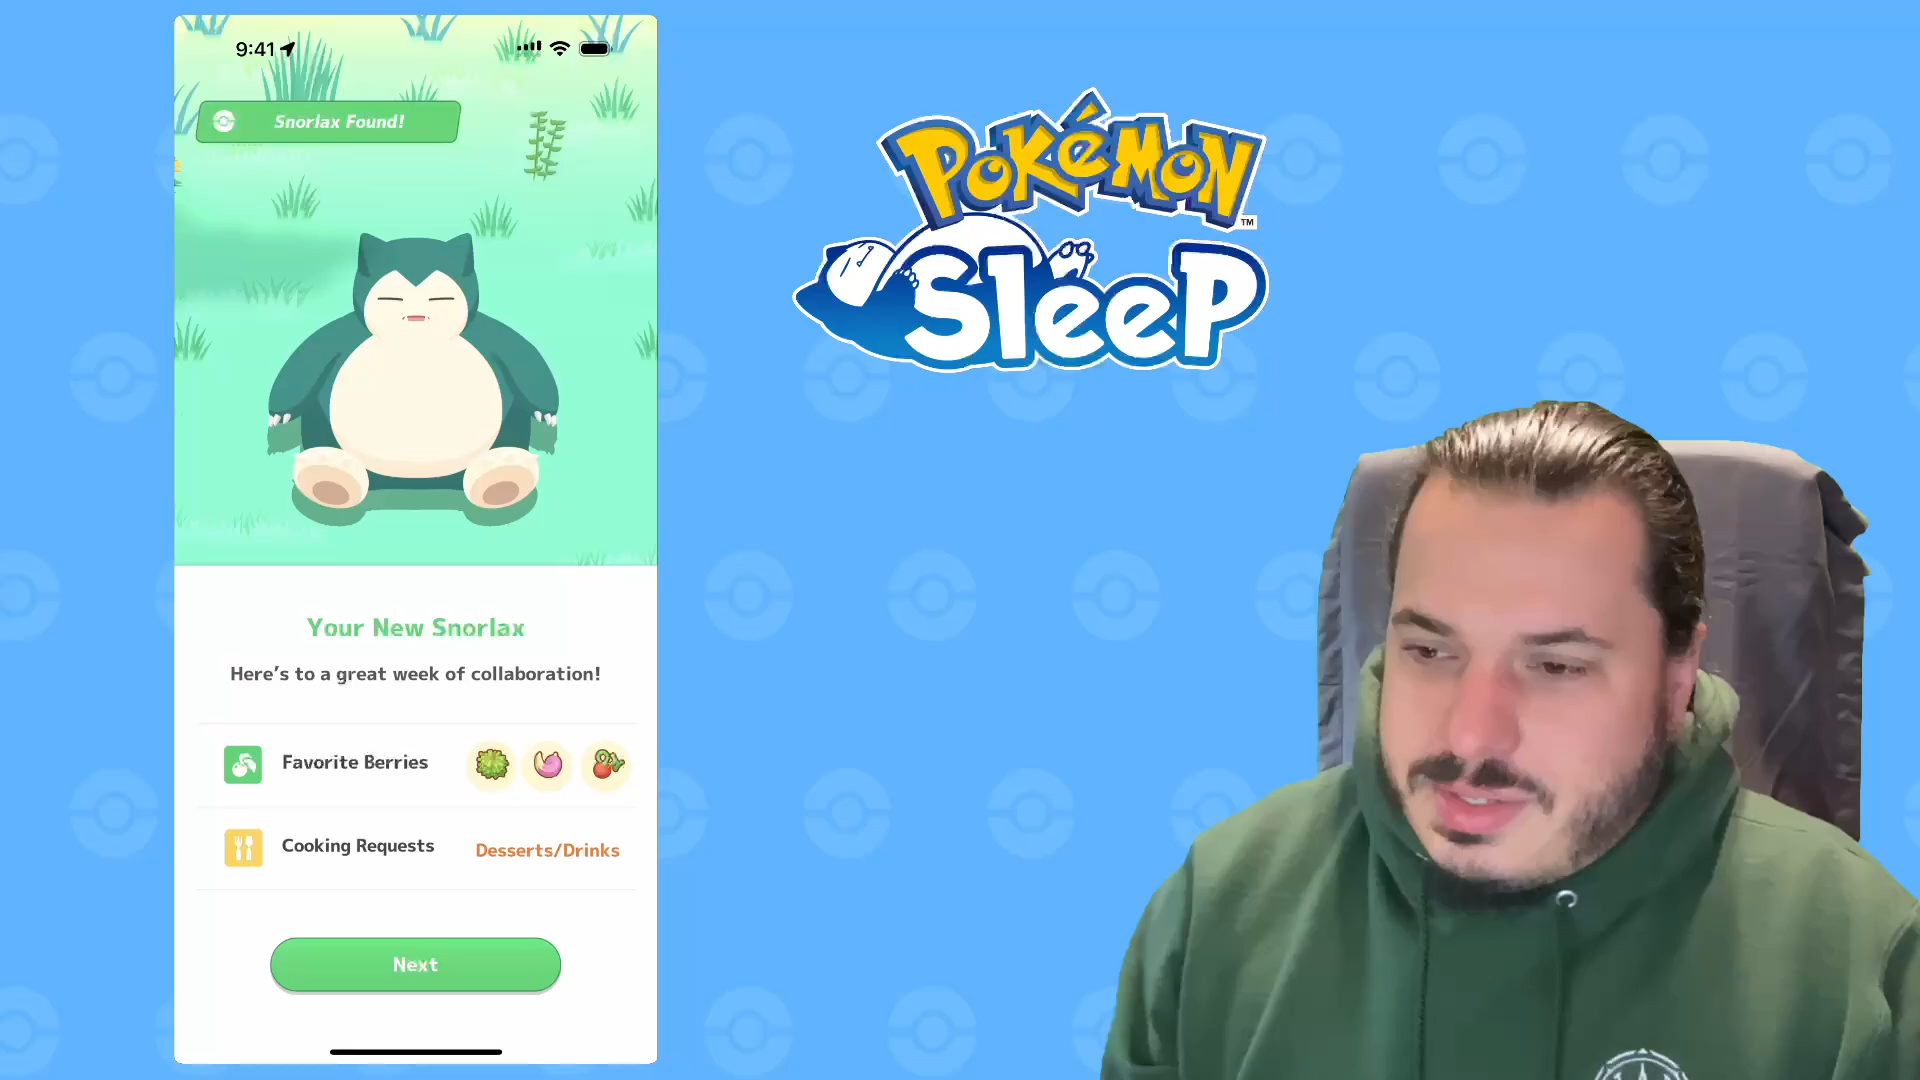 9:41
Snorlax Found!
POKéMON
TM
Sleep
Your New Snorlax
Here's to a great week of collaboration!
Favorite Berries
Cooking Requests
Desserts/Drinks
Next